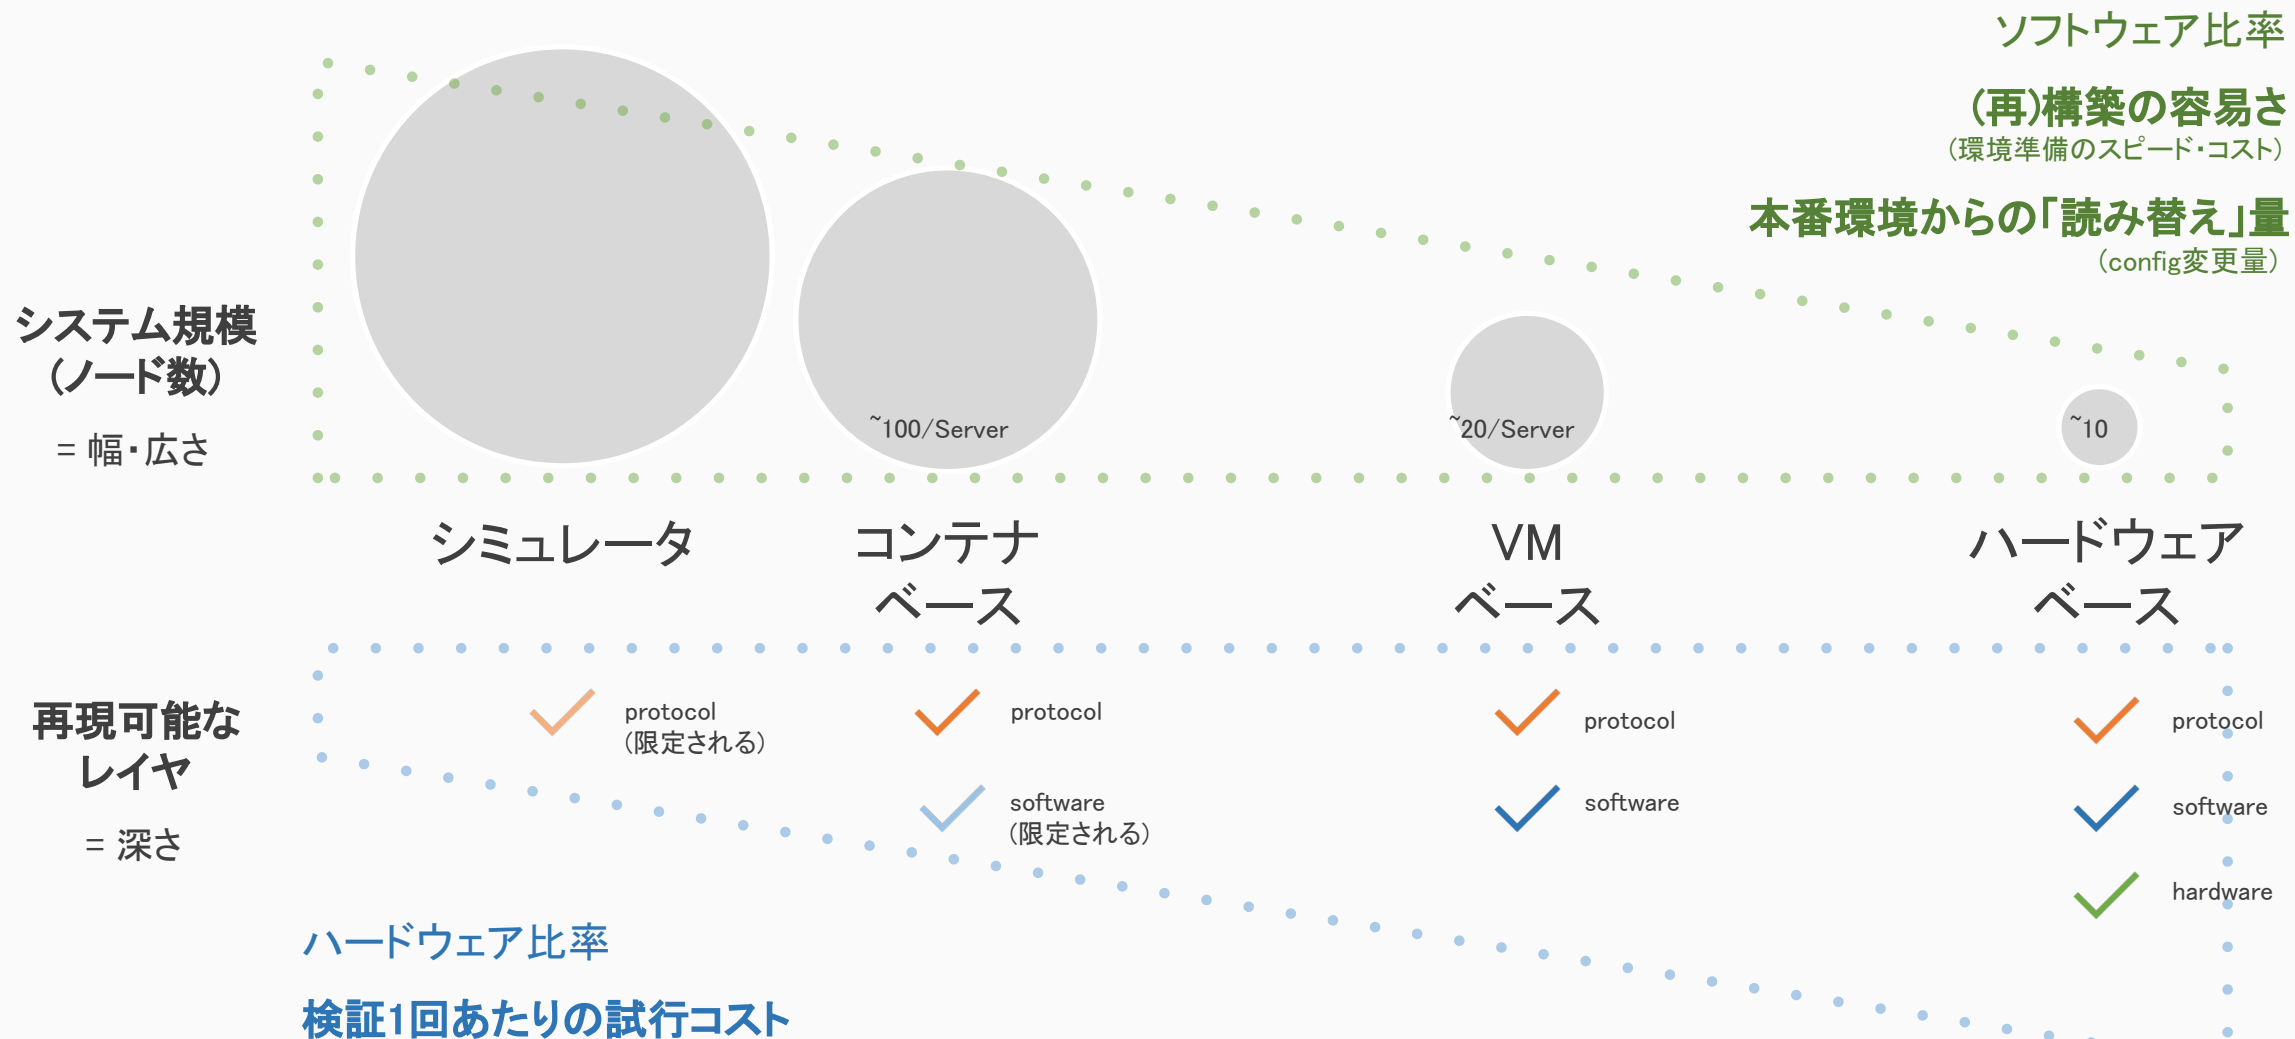 ソフトウェア比率
(再)構築の容易さ
(環境準備のスピード・コスト)
本番環境からの「読み替え」量
(config変更量)
システム規模
(ノード数)
= 幅・広さ
~100/Server
~20/Server
~10
シミュレータ
コンテナ
ベース
VM
ベース
ハードウェア
ベース
再現可能な
レイヤ
= 深さ
protocol
(限定される)
protocol
software
(限定される)
protocol
software
protocol
software
hardware
ハードウェア比率
検証1回あたりの試行コスト